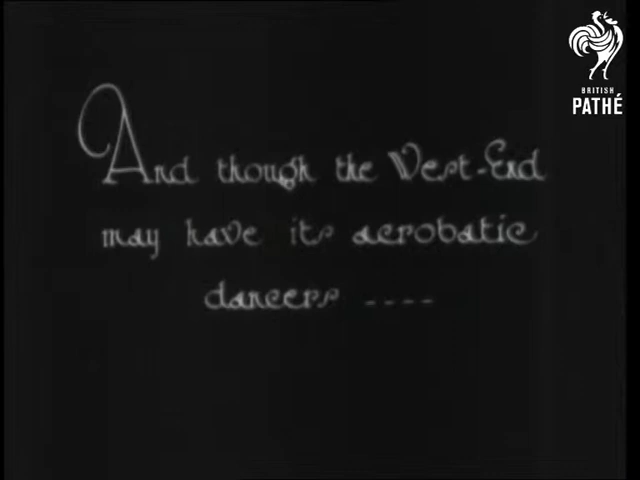 BRITISH
PATHÉ
And though the West-End
may have its acrobatic
dancers ----